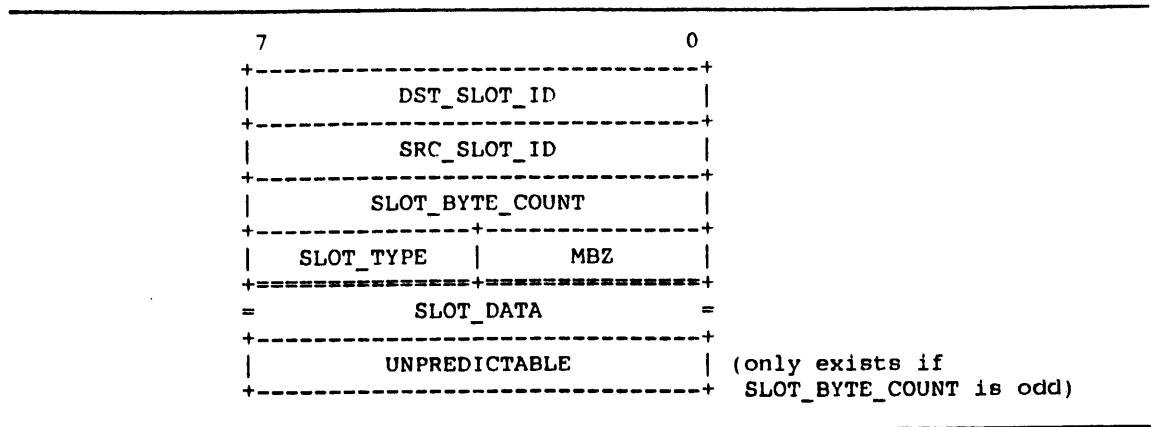 7 0
DST_SLOT_ID
SRC_SLOT_ID
SLOT_BYTE_COUNT
SLOT_TYPE | MBZ
= SLOT_DATA =
UNPREDICTABLE (only exists if
SLOT_BYTE_COUNT is odd)